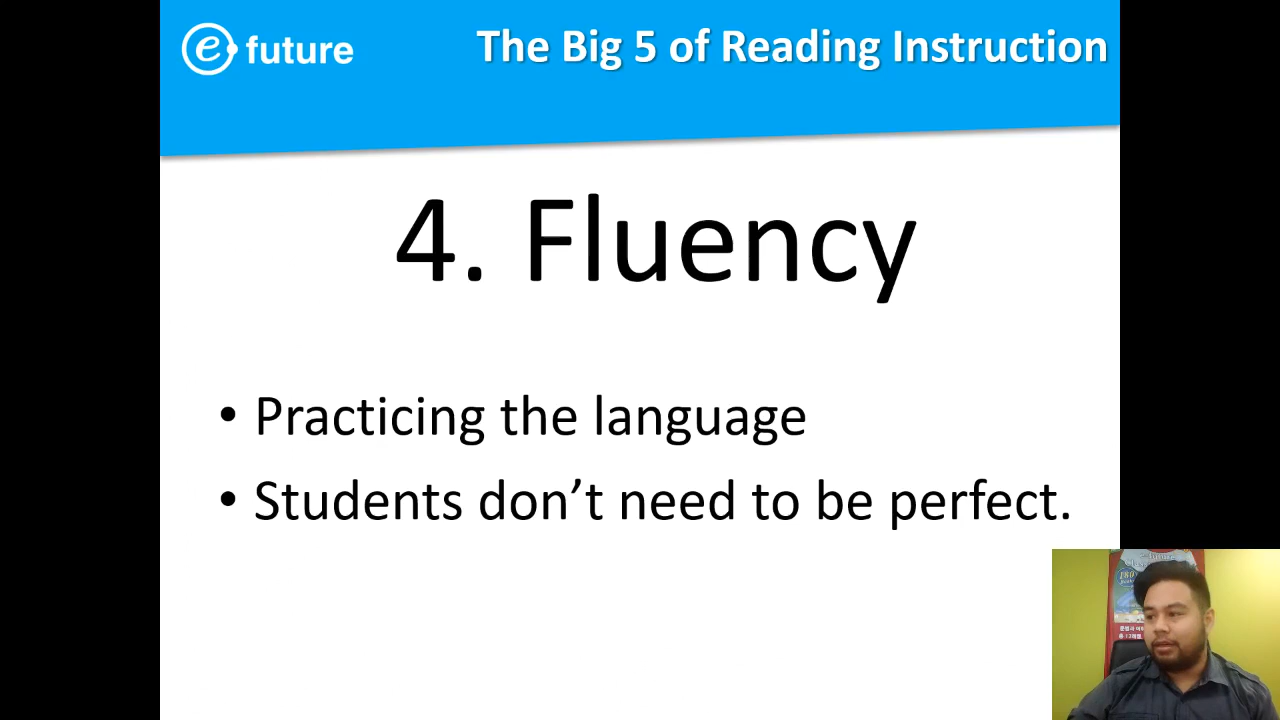 e future
The Big 5 of Reading Instruction
4. Fluency
• Practicing the language
• Students don’t need to be perfect.